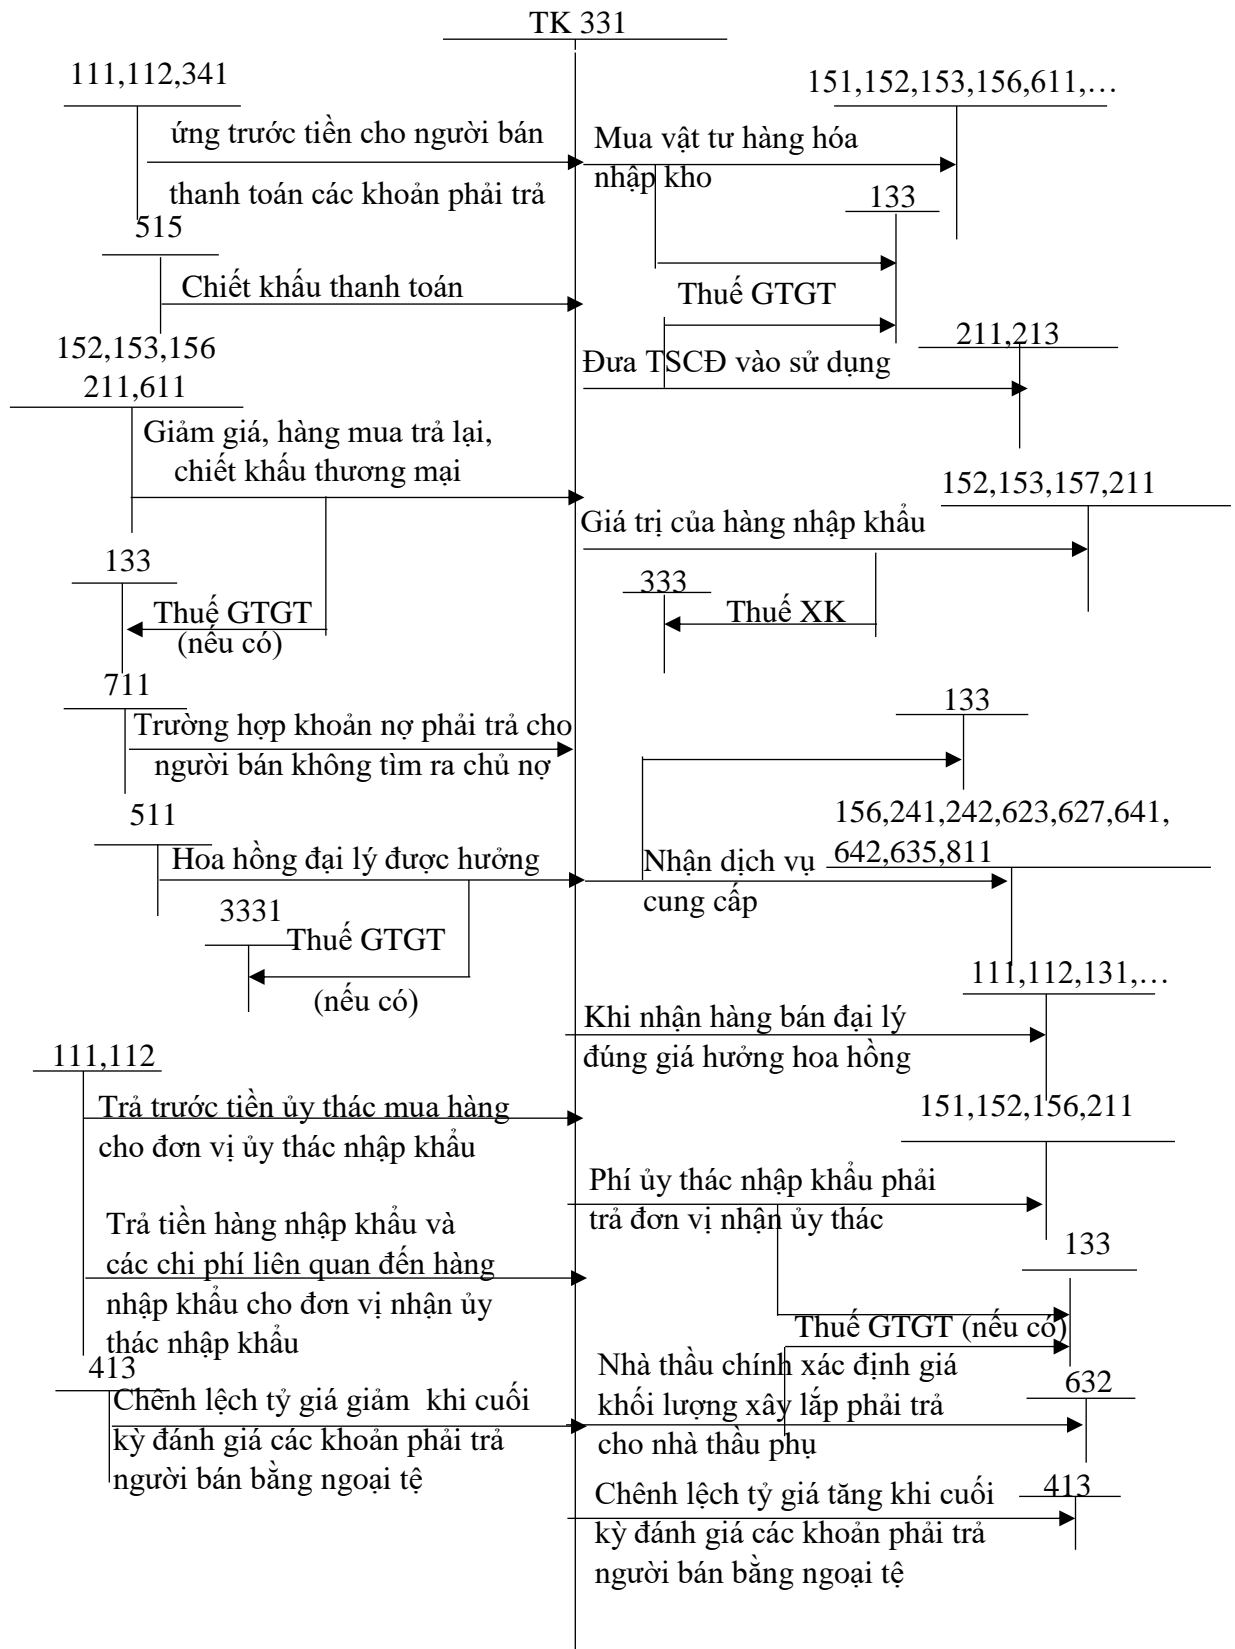 TK 331
111,112,341
151,152,153,156,611,…
ứng trước tiền cho người bán
thanh toán các khoản phải trả
Mua vật tư hàng hóa
nhập kho
133
515
Chiết khấu thanh toán
Thuế GTGT
152,153,156
211,611
211,213
Đưa TSCĐ vào sử dụng
Giảm giá, hàng mua trả lại,
chiết khấu thương mại
152,153,157,211
Giá trị của hàng nhập khẩu
133
Thuế GTGT
(nếu có)
333
Thuế XK
711
Trường hợp khoản nợ phải trả cho
người bán không tìm ra chủ nợ
133
511
Hoa hồng đại lý được hưởng
156,241,242,623,627,641,
642,635,811
Nhận dịch vụ
cung cấp
3331
Thuế GTGT
(nếu có)
111,112,131,…
Khi nhận hàng bán đại lý
đúng giá hưởng hoa hồng
111,112
Trả trước tiền ủy thác mua hàng
cho đơn vị ủy thác nhập khẩu
151,152,156,211
Phí ủy thác nhập khẩu phải
trả đơn vị nhận ủy thác
Trả tiền hàng nhập khẩu và
các chi phí liên quan đến hàng
nhập khẩu cho đơn vị nhận ủy
thác nhập khẩu
133
Thuế GTGT (nếu có)
413
Chênh lệch tỷ giá giảm khi cuối
kỳ đánh giá các khoản phải trả
người bán bằng ngoại tệ
Nhà thầu chính xác định giá
khối lượng xây lắp phải trả
cho nhà thầu phụ
632
413
Chênh lệch tỷ giá tăng khi cuối
kỳ đánh giá các khoản phải trả
người bán bằng ngoại tệ